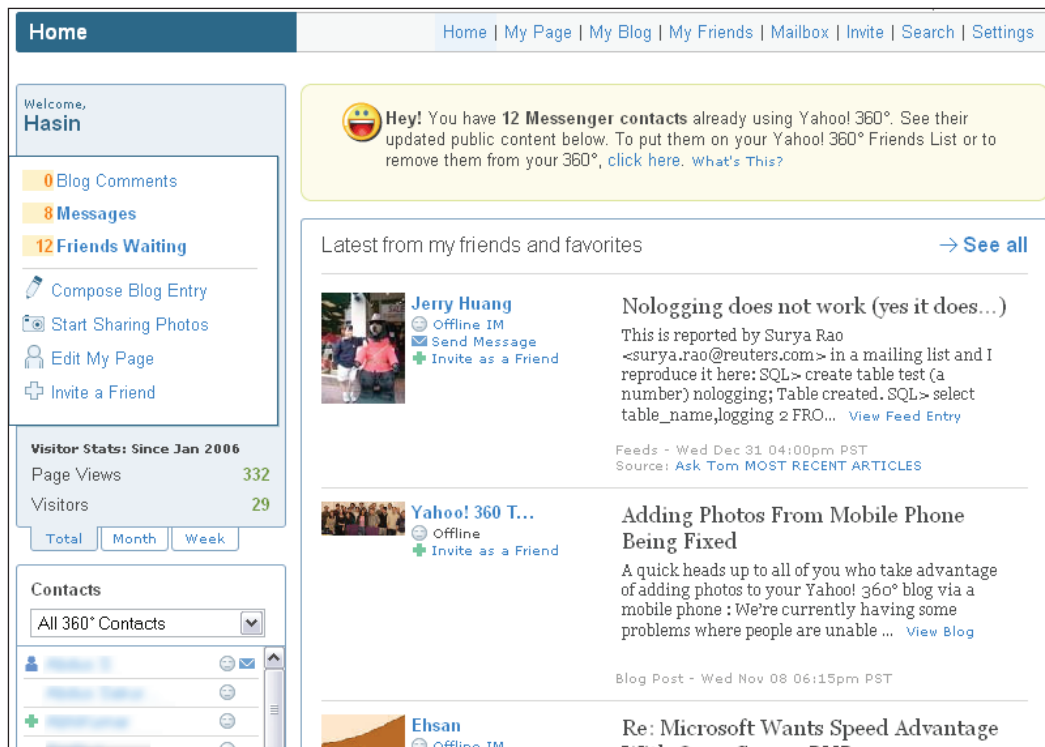 Home
Home | My Page | My Blog | My Friends | Mailbox | Invite | Search | Settings
Welcome,
Hasin
0 Blog Comments
8 Messages
12 Friends Waiting
Compose Blog Entry
Start Sharing Photos
Edit My Page
Invite a Friend
Visitor Stats: Since Jan 2006
Page Views 332
Visitors 29
Total Month Week
Contacts
All 360° Contacts
Hey! You have 12 Messenger contacts already using Yahoo! 360°. See their
updated public content below. To put them on your Yahoo! 360° Friends List or to
remove them from your 360°, click here. What's This?
Latest from my friends and favorites
→ See all
Jerry Huang
Offline IM
Send Message
Invite as a Friend
Nologging does not work (yes it does...)
This is reported by Surya Rao
<surya.rao@reuters.com> in a mailing list and I
reproduce it here: SQL> create table test (a
number) nologging; Table created. SQL> select
table_name,logging 2 FRO... View Feed Entry
Feeds - Wed Dec 31 04:00pm PST
Source: Ask Tom MOST RECENT ARTICLES
Yahoo! 360 T...
Offline
Invite as a Friend
Adding Photos From Mobile Phone
Being Fixed
A quick heads up to all of you who take advantage
of adding photos to your Yahoo! 360° blog via a
mobile phone : We're currently having some
problems where people are unable ... View Blog
Blog Post - Wed Nov 08 06:15pm PST
Ehsan
Offline IM
Re: Microsoft Wants Speed Advantage